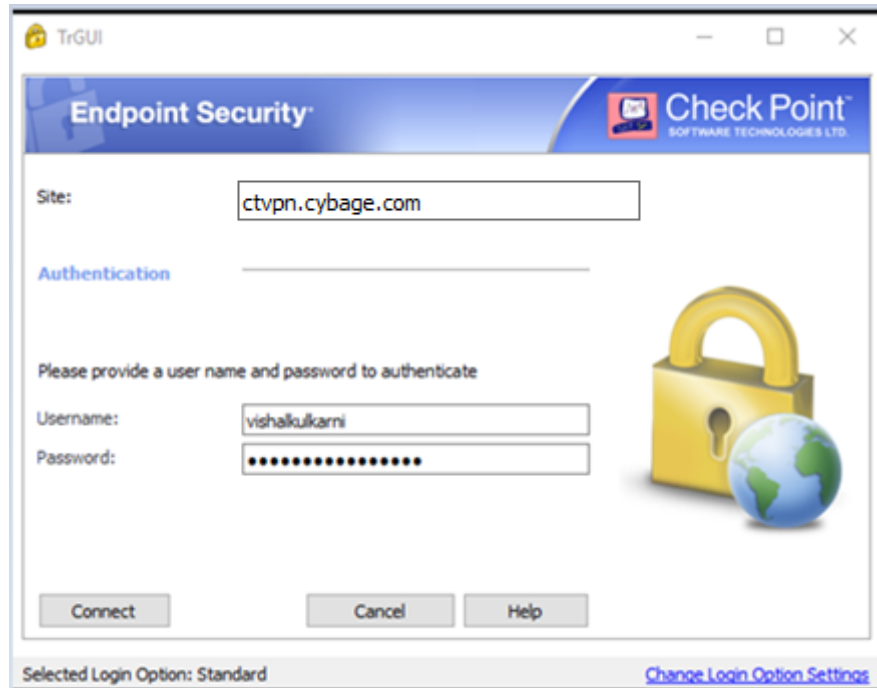 TrGUI
Endpoint Security
Check Point™
SOFTWARE TECHNOLOGIES LTD.
Site:
ctvpn.cybage.com
Authentication
Please provide a user name and password to authenticate
Username:
vishalkulkarni
Password:
••••••••••••••••
Connect
Cancel
Help
Selected Login Option: Standard
Change Login Option Settings